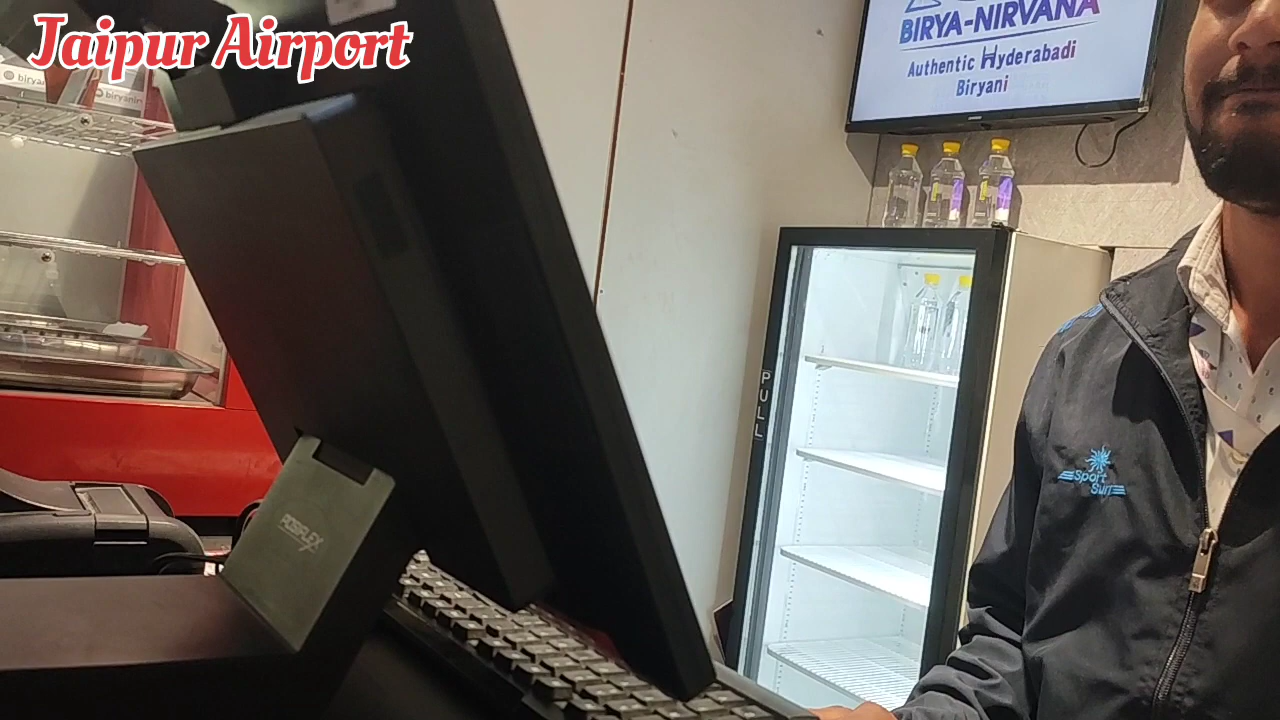 Jaipur Airport
BIRYA-NIRVANA
Authentic Hyderabadi
Biryani
PULL
Sport
Sun
POSIFLEX